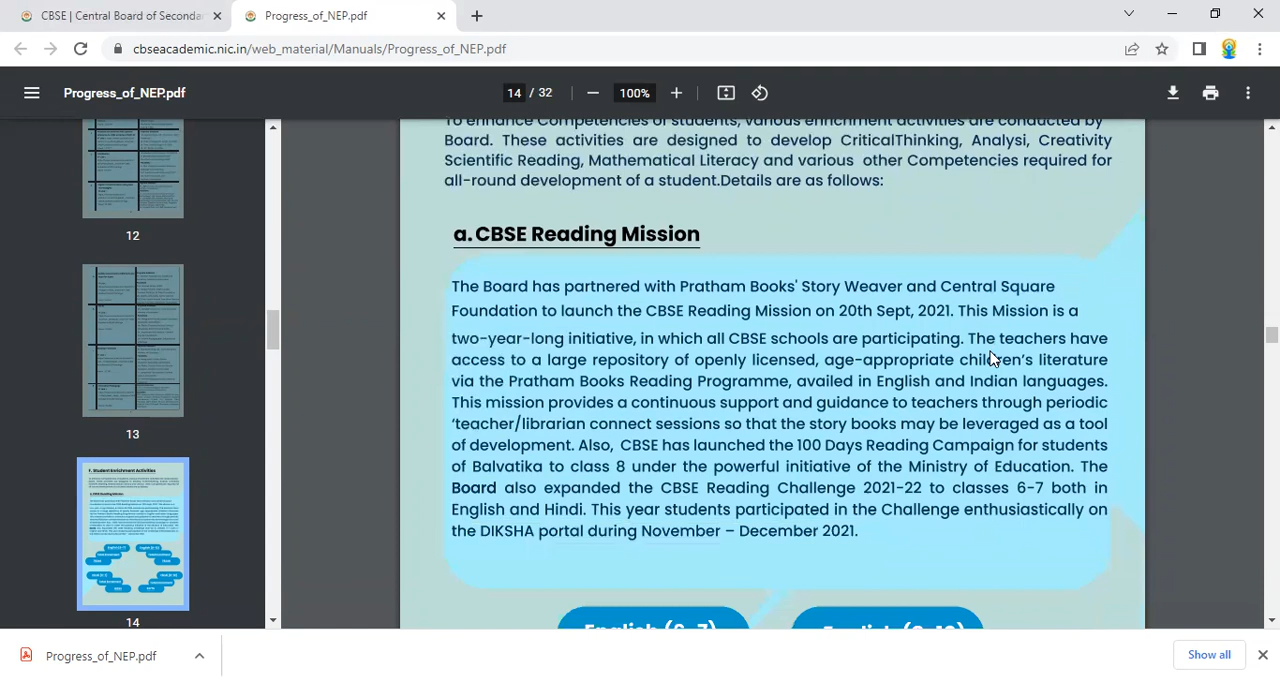 CBSE | Central Board of Seconda
Progress_of_NEP.pdf
cbseacademic.nic.in/web_material/Manuals/Progress_of_NEP.pdf
Progress_of_NEP.pdf
14 / 32
100%
12
13
14
To enhance Competencies of students, various enrichment activities are conducted by
Board. These activities are designed to develop CriticalThinking, Analysi, Creativity
Scientific Reading, Mathematical Literacy and various other Competencies required for
all-round development of a student.Details are as follows:
a. CBSE Reading Mission
The Board has partnered with Pratham Books' Story Weaver and Central Square
Foundation to launch the CBSE Reading Mission on 20th Sept, 2021. This Mission is a
two-year-long initiative, in which all CBSE schools are participating. The teachers have
access to a large repository of openly licensed, age-appropriate children's literature
via the Pratham Books Reading Programme, availed in English and Indian languages.
This mission provides a continuous support and guidance to teachers through periodic
'teacher/librarian connect sessions so that the story books may be leveraged as a tool
of development. Also, CBSE has launched the 100 Days Reading Campaign for students
of Balvatika to class 8 under the powerful initiative of the Ministry of Education. The
Board also expanded the CBSE Reading Challenge 2021-22 to classes 6-7 both in
English and Hindi. This year students participated in the Challenge enthusiastically on
the DIKSHA portal during November – December 2021.
English (6-7)
English (8-10)
Progress_of_NEP.pdf
Show all